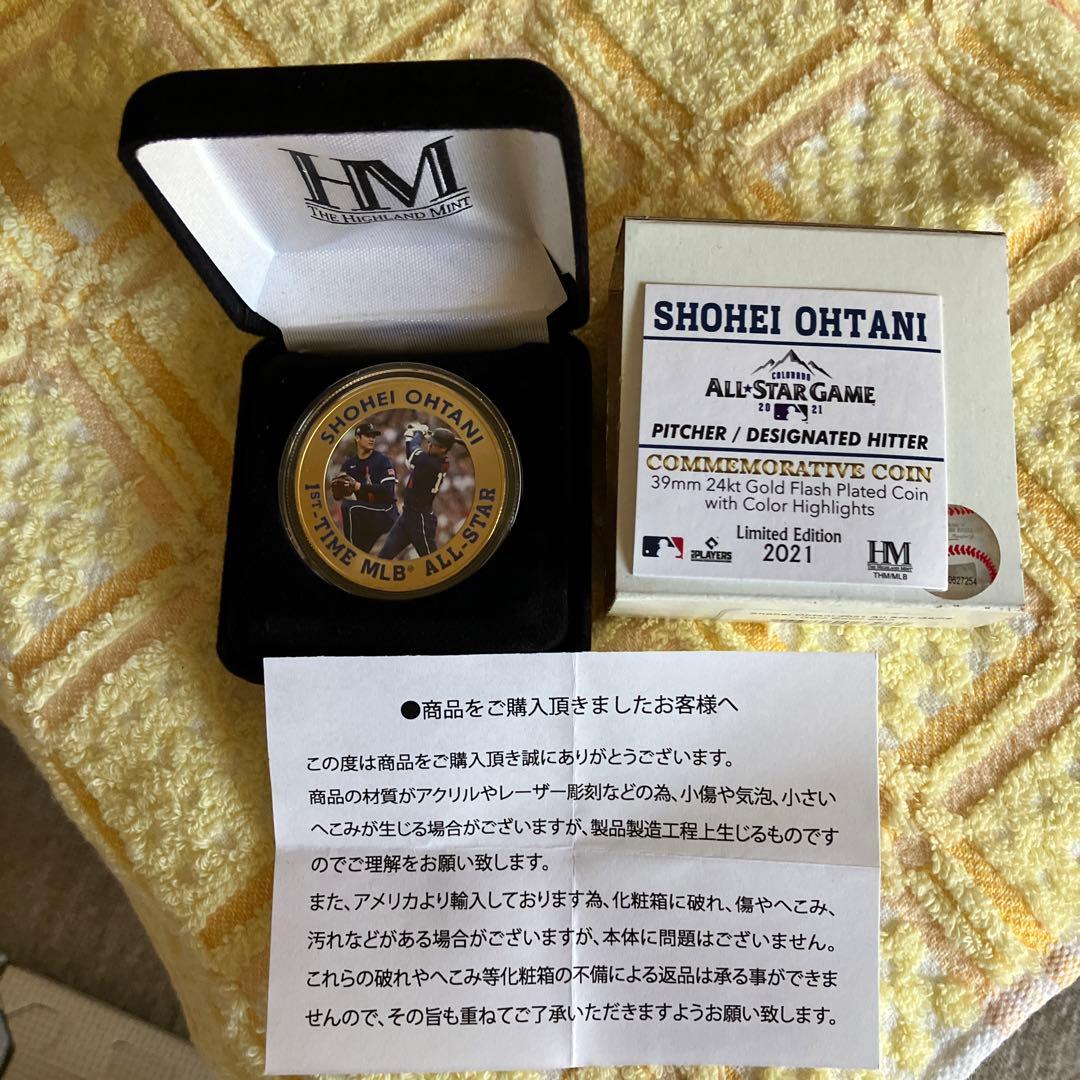 HM
THE HIGHLAND MINT
SHOHEI OHTANI
1ST-TIME MLB® ALL-STAR
SHOHEI OHTANI
COLORADO
ALL★STAR GAME
20 21
PITCHER / DESIGNATED HITTER
COMMEMORATIVE COIN
39mm 24kt Gold Flash Plated Coin
with Color Highlights
Limited Edition
2021
PLAYERS
HM
THE HIGHLAND MINT
THM/MLB
●商品をご購入頂きましたお客様へ
この度は商品をご購入頂き誠にありがとうございます。
商品の材質がアクリルやレーザー彫刻などの為、小傷や気泡、小さい
へこみが生じる場合がございますが、製品製造工程上生じるものです
のでご理解をお願い致します。
また、アメリカより輸入しております為、化粧箱に破れ、傷やへこみ、
汚れなどがある場合がございますが、本体に問題はございません。
これらの破れやへこみ等化粧箱の不備による返品は承る事ができま
せんので、その旨も重ねてご了承いただきますようお願い致します。